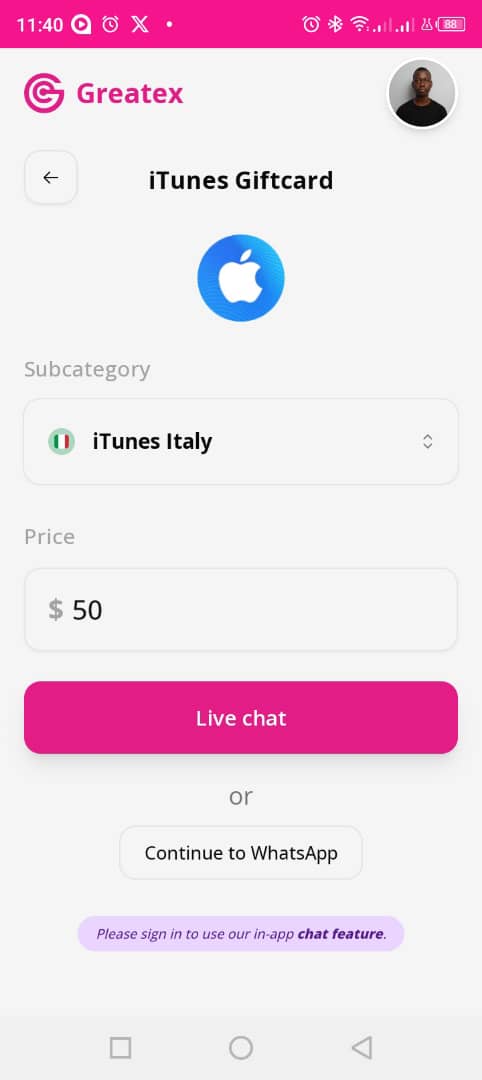 11:40
88
Greatex
iTunes Giftcard
Subcategory
iTunes Italy
Price
$ 50
Live chat
or
Continue to WhatsApp
Please sign in to use our in-app chat feature.